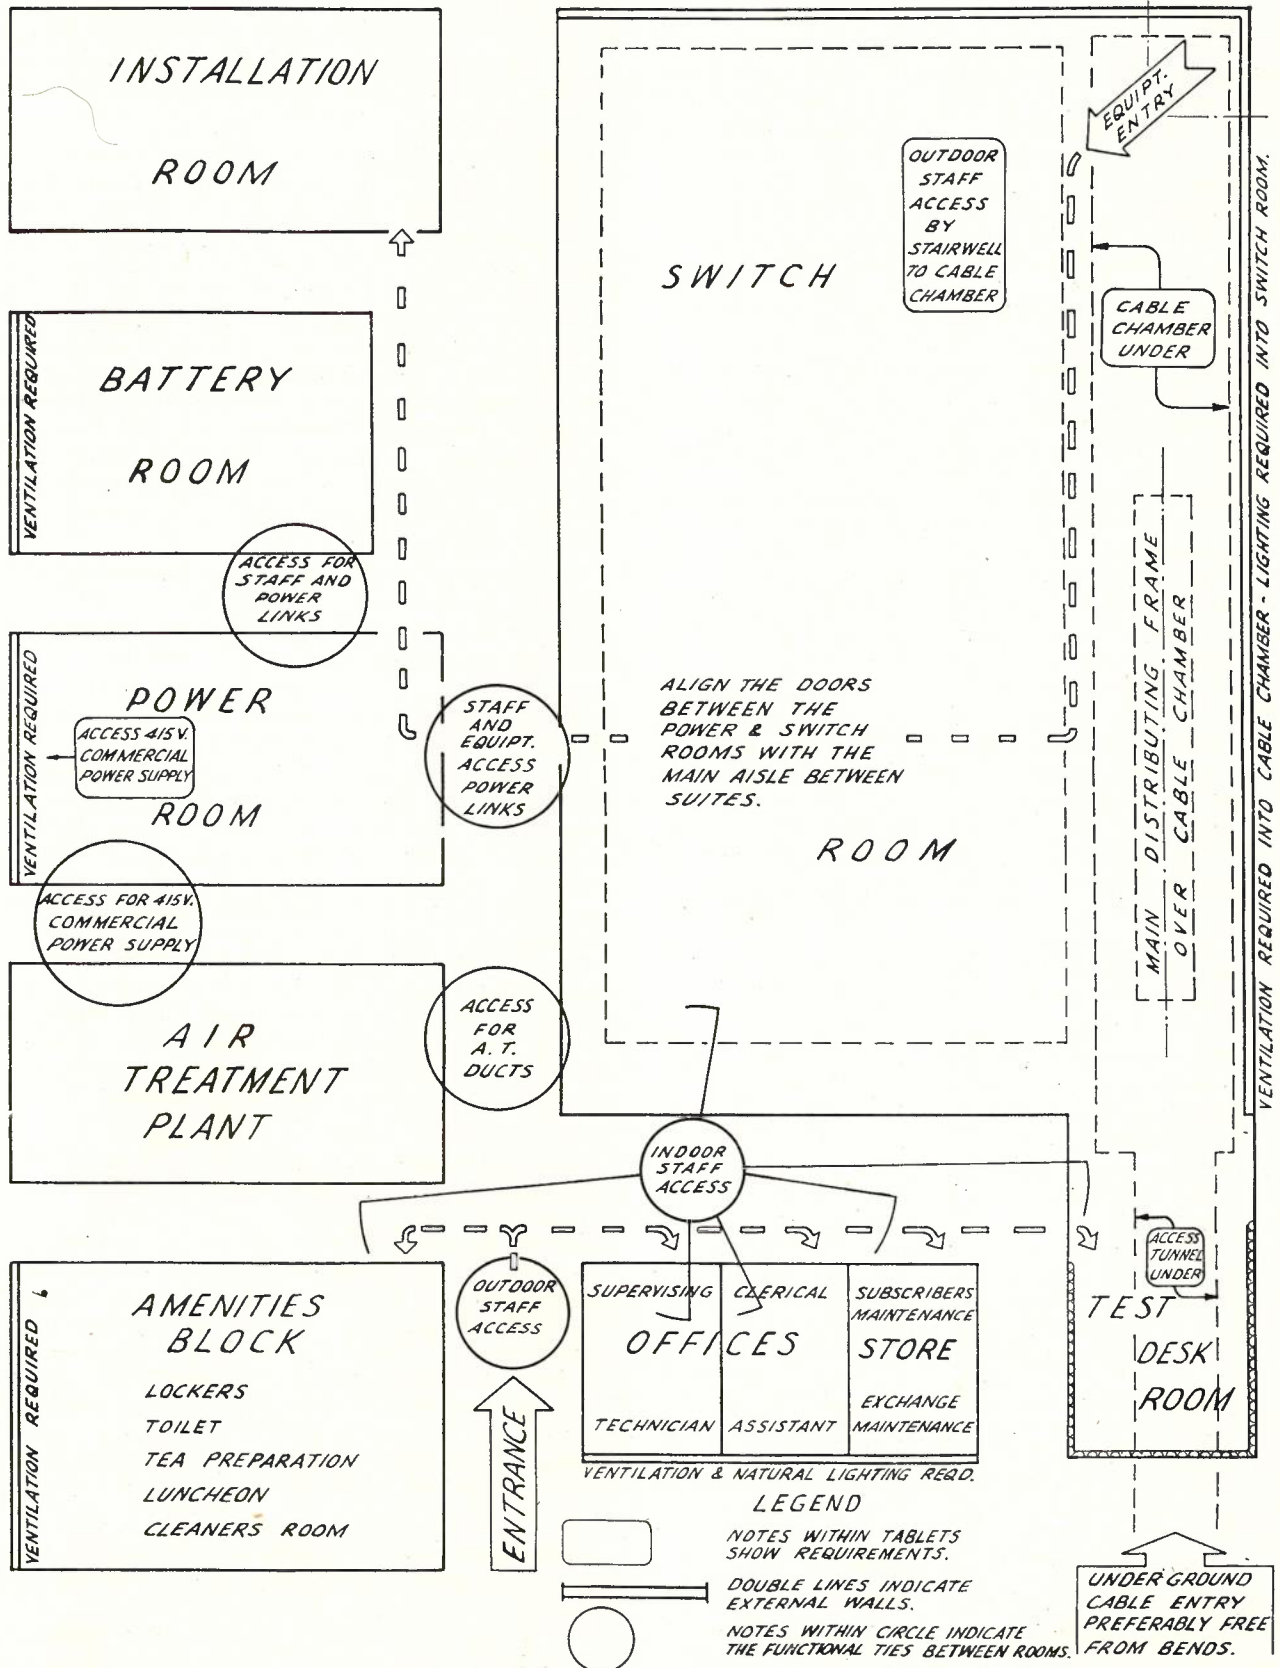 INSTALLATION
ROOM
EQUIPT.
ENTRY
OUTDOOR
STAFF
ACCESS
BY
STAIRWELL
TO CABLE
CHAMBER
SWITCH
CABLE
CHAMBER
UNDER
VENTILATION REQUIRED
BATTERY
ROOM
ACCESS FOR
STAFF AND
POWER
LINKS
VENTILATION REQUIRED
POWER
ACCESS 415V.
COMMERCIAL
POWER SUPPLY
ROOM
STAFF
AND
EQUIPT.
ACCESS
POWER
LINKS
ALIGN THE DOORS
BETWEEN THE
POWER & SWITCH
ROOMS WITH THE
MAIN AISLE BETWEEN
SUITES.
ROOM
MAIN DISTRIBUTING FRAME
OVER CABLE CHAMBER
VENTILATION REQUIRED INTO CABLE CHAMBER - LIGHTING REQUIRED INTO SWITCH ROOM.
ACCESS FOR 415V.
COMMERCIAL
POWER SUPPLY
AIR
TREATMENT
PLANT
ACCESS
FOR
A. T.
DUCTS
INDOOR
STAFF
ACCESS
ACCESS
TUNNEL
UNDER
TEST
DESK
ROOM
VENTILATION REQUIRED
AMENITIES
BLOCK
LOCKERS
TOILET
TEA PREPARATION
LUNCHEON
CLEANERS ROOM
OUTDOOR
STAFF
ACCESS
ENTRANCE
SUPERVISING CLERICAL SUBSCRIBERS
MAINTENANCE
OFFICES STORE
EXCHANGE
TECHNICIAN ASSISTANT MAINTENANCE
VENTILATION & NATURAL LIGHTING REQD.
LEGEND
NOTES WITHIN TABLETS
SHOW REQUIREMENTS.
DOUBLE LINES INDICATE
EXTERNAL WALLS.
NOTES WITHIN CIRCLE INDICATE
THE FUNCTIONAL TIES BETWEEN ROOMS.
UNDERGROUND
CABLE ENTRY
PREFERABLY FREE
FROM BENDS.